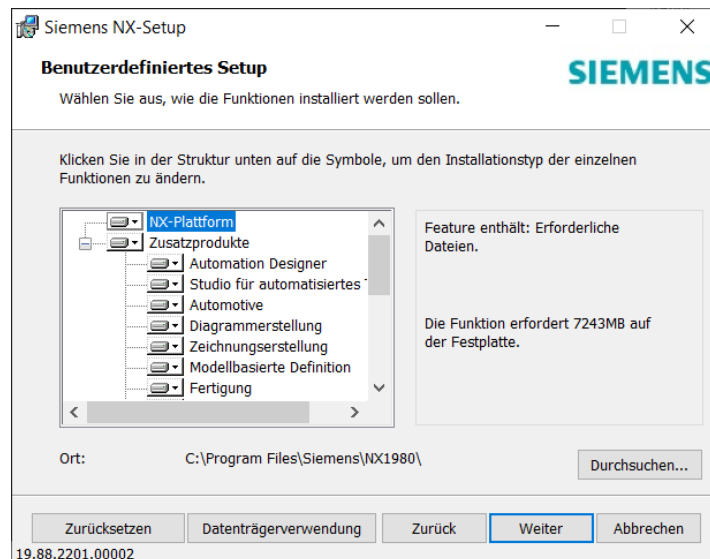 Siemens NX-Setup
Benutzerdefiniertes Setup
SIEMENS
Wählen Sie aus, wie die Funktionen installiert werden sollen.
Klicken Sie in der Struktur unten auf die Symbole, um den Installationstyp der einzelnen
Funktionen zu ändern.
NX-Plattform
Zusatzprodukte
Automation Designer
Studio für automatisiertes
Automotive
Diagrammerstellung
Zeichnungserstellung
Modellbasierte Definition
Fertigung
Feature enthält: Erforderliche
Dateien.
Die Funktion erfordert 7243MB auf
der Festplatte.
Ort:
C:\Program Files\Siemens\NX1980\
Durchsuchen...
Zurücksetzen
Datenträgerverwendung
Zurück
Weiter
Abbrechen
19.88.2201.00002